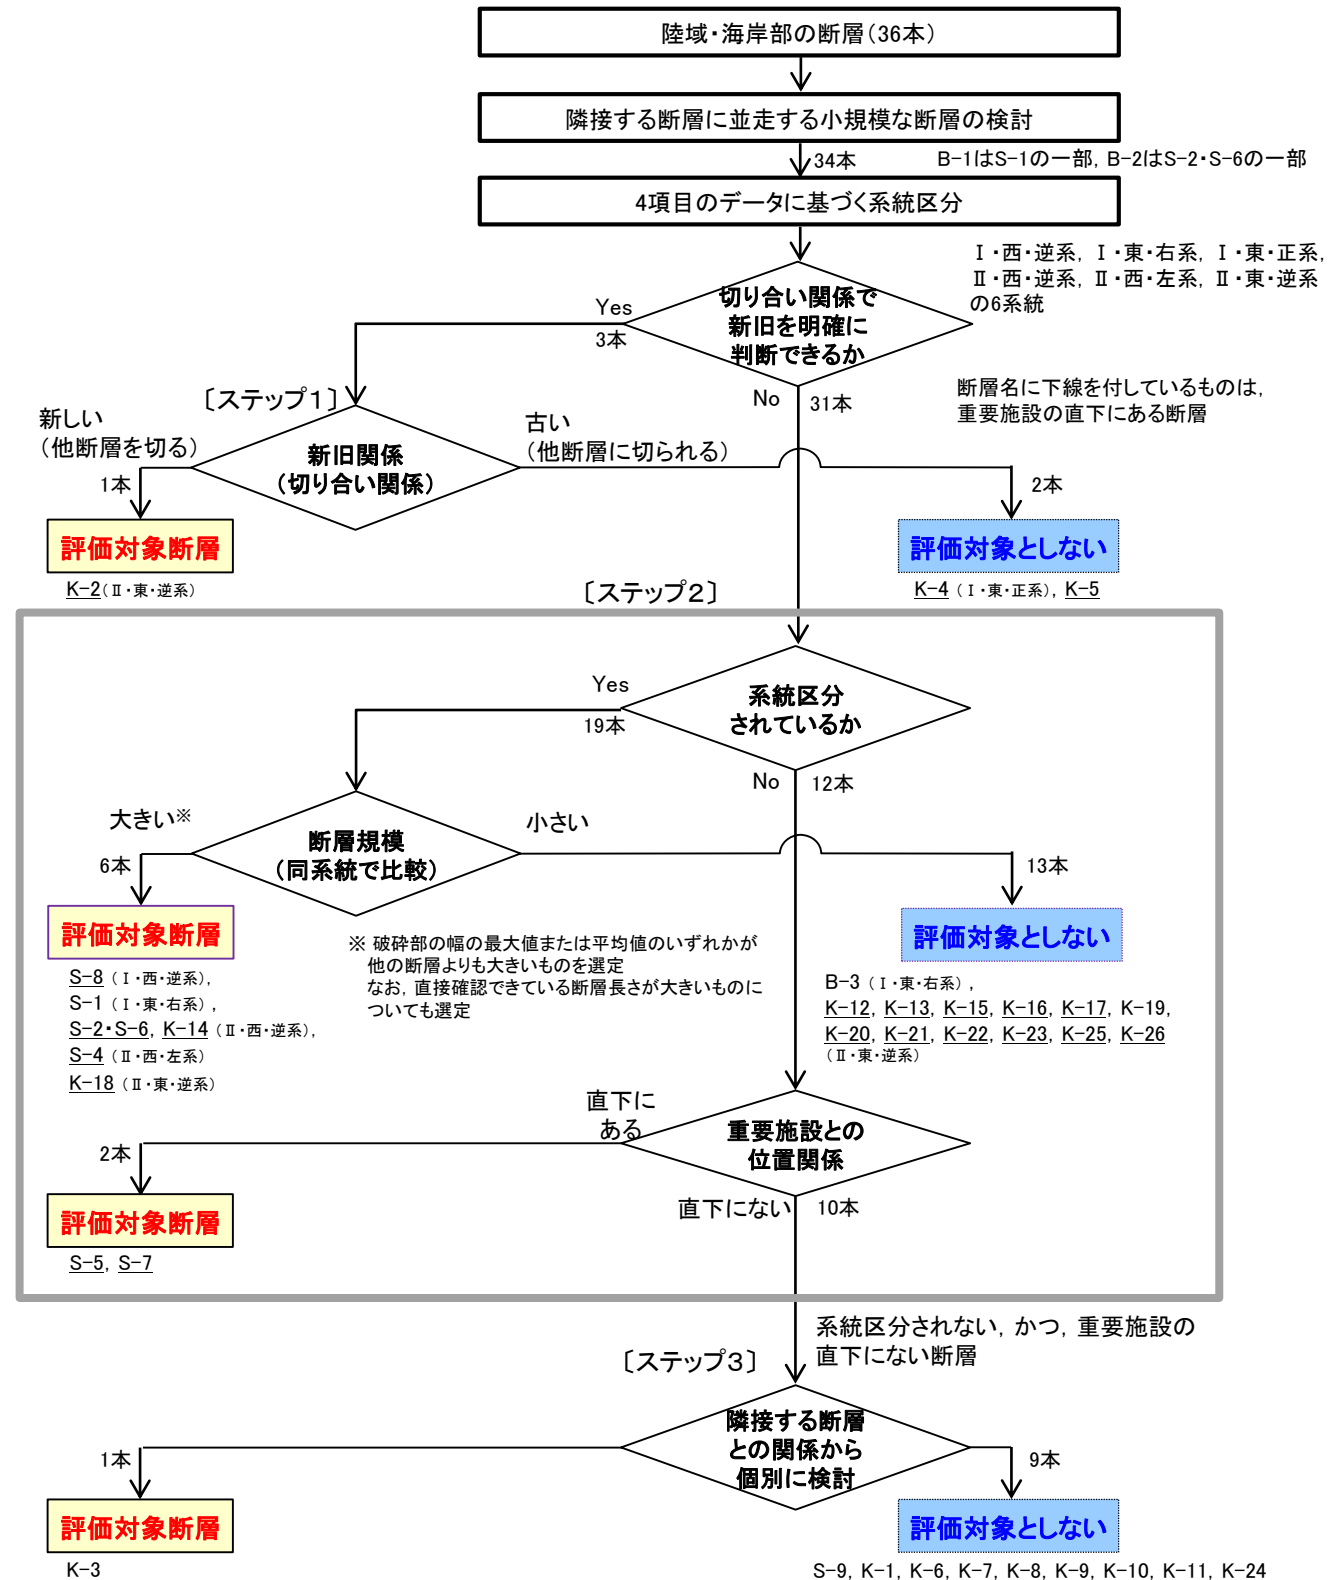 陸域・海岸部の断層（36本）
隣接する断層に並走する小規模な断層の検討
34本
B-1はS-1の一部，B-2はS-2・S-6の一部
4項目のデータに基づく系統区分
Ⅰ・西・逆系，Ⅰ・東・右系，Ⅰ・東・正系，
Ⅱ・西・逆系，Ⅱ・西・左系，Ⅱ・東・逆系
の6系統
切り合い関係で
新旧を明確に
判断できるか
Yes
3本
No
31本
断層名に下線を付しているものは，
重要施設の直下にある断層
〔ステップ１〕
新しい
（他断層を切る）
古い
（他断層に切られる）
新旧関係
（切り合い関係）
1本
2本
評価対象断層
K-2（Ⅱ・東・逆系）
評価対象としない
K-4（Ⅰ・東・正系），K-5
〔ステップ２〕
系統区分
されているか
Yes
19本
No
12本
大きい※
小さい
断層規模
（同系統で比較）
6本
13本
評価対象断層
S-8（Ⅰ・西・逆系），
S-1（Ⅰ・東・右系），
S-2・S-6，K-14（Ⅱ・西・逆系），
S-4（Ⅱ・西・左系）
K-18（Ⅱ・東・逆系）
※ 破砕部の幅の最大値または平均値のいずれかが
他の断層よりも大きいものを選定
なお，直接確認できている断層長さが大きいものに
ついても選定
評価対象としない
B-3（Ⅰ・東・右系），
K-12，K-13，K-15，K-16，K-17，K-19，
K-20，K-21，K-22，K-23，K-25，K-26
（Ⅱ・東・逆系）
直下に
ある
重要施設との
位置関係
2本
直下にない
10本
評価対象断層
S-5，S-7
系統区分されない，かつ，重要施設の
直下にない断層
〔ステップ３〕
隣接する断層
との関係から
個別に検討
1本
9本
評価対象断層
K-3
評価対象としない
S-9，K-1，K-6，K-7，K-8，K-9，K-10，K-11，K-24